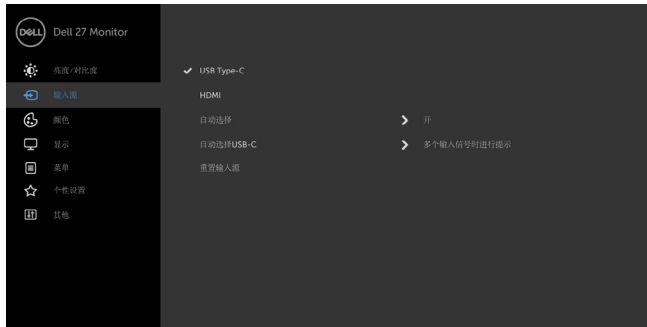 DELL Dell 27 Monitor
亮度/对比度
USB Type-C
输入源
HDMI
颜色
自动选择 开
显示
自动选择USB-C 多个输入信号时进行提示
菜单
重置输入源
个性设置
其他